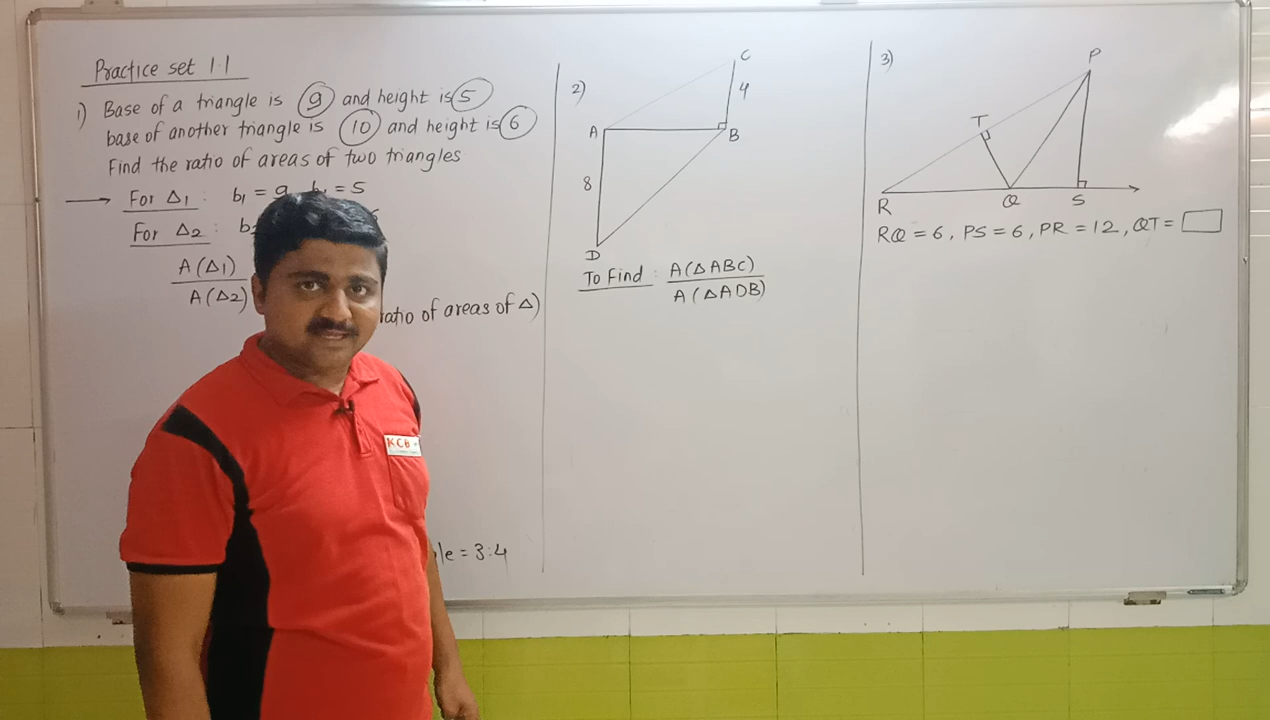 Practice set 1.1
1) Base of a triangle is 9 and height is 5
base of another triangle is 10 and height is 6
Find the ratio of areas of two triangles
→ For Δ1 : b1 = 9 h1 = 5
For Δ2 : b2
A(Δ1)
A(Δ2)
ratio of areas of Δ)
= 3:4
2)
C
4
A
B
8
D
To Find : A(ΔABC)
A(ΔADB)
3)
P
T
R
Q
S
RQ = 6, PS = 6, PR = 12, QT =
KCB